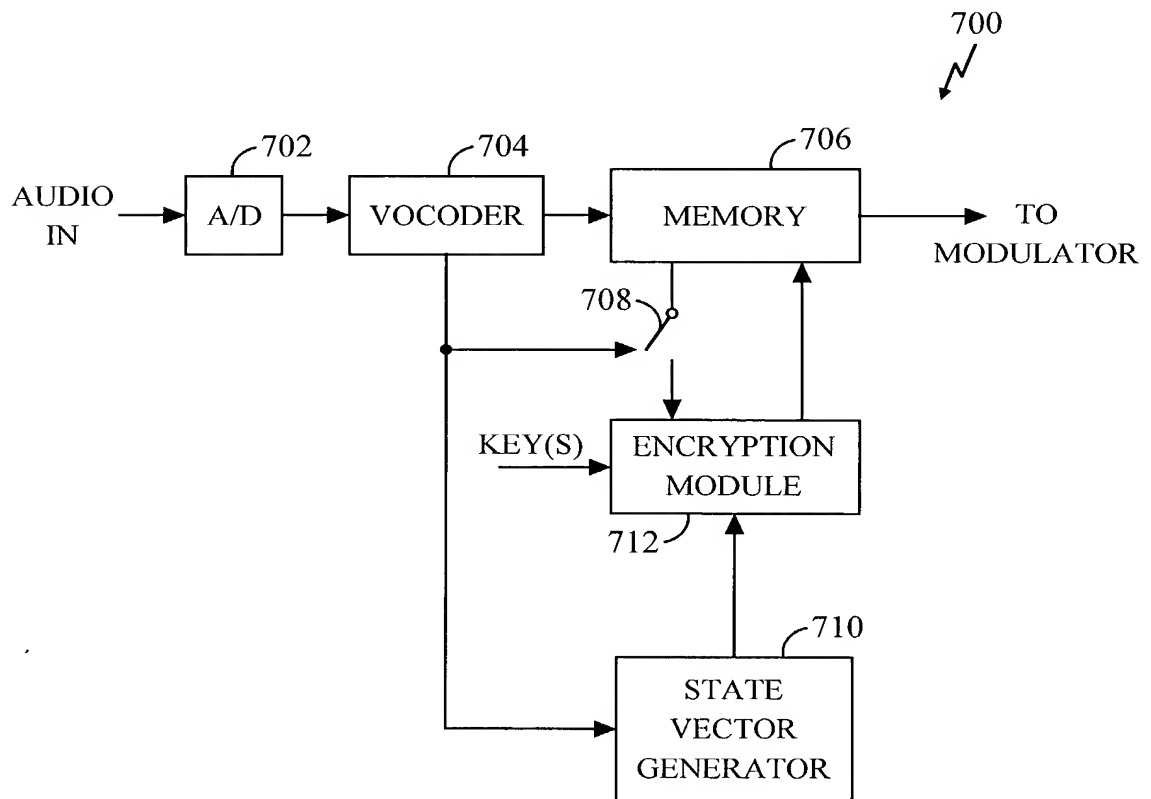 700
702
704
706
AUDIO
IN
A/D
VOCODER
MEMORY
TO
MODULATOR
708
KEY(S)
ENCRYPTION
MODULE
712
710
STATE
VECTOR
GENERATOR